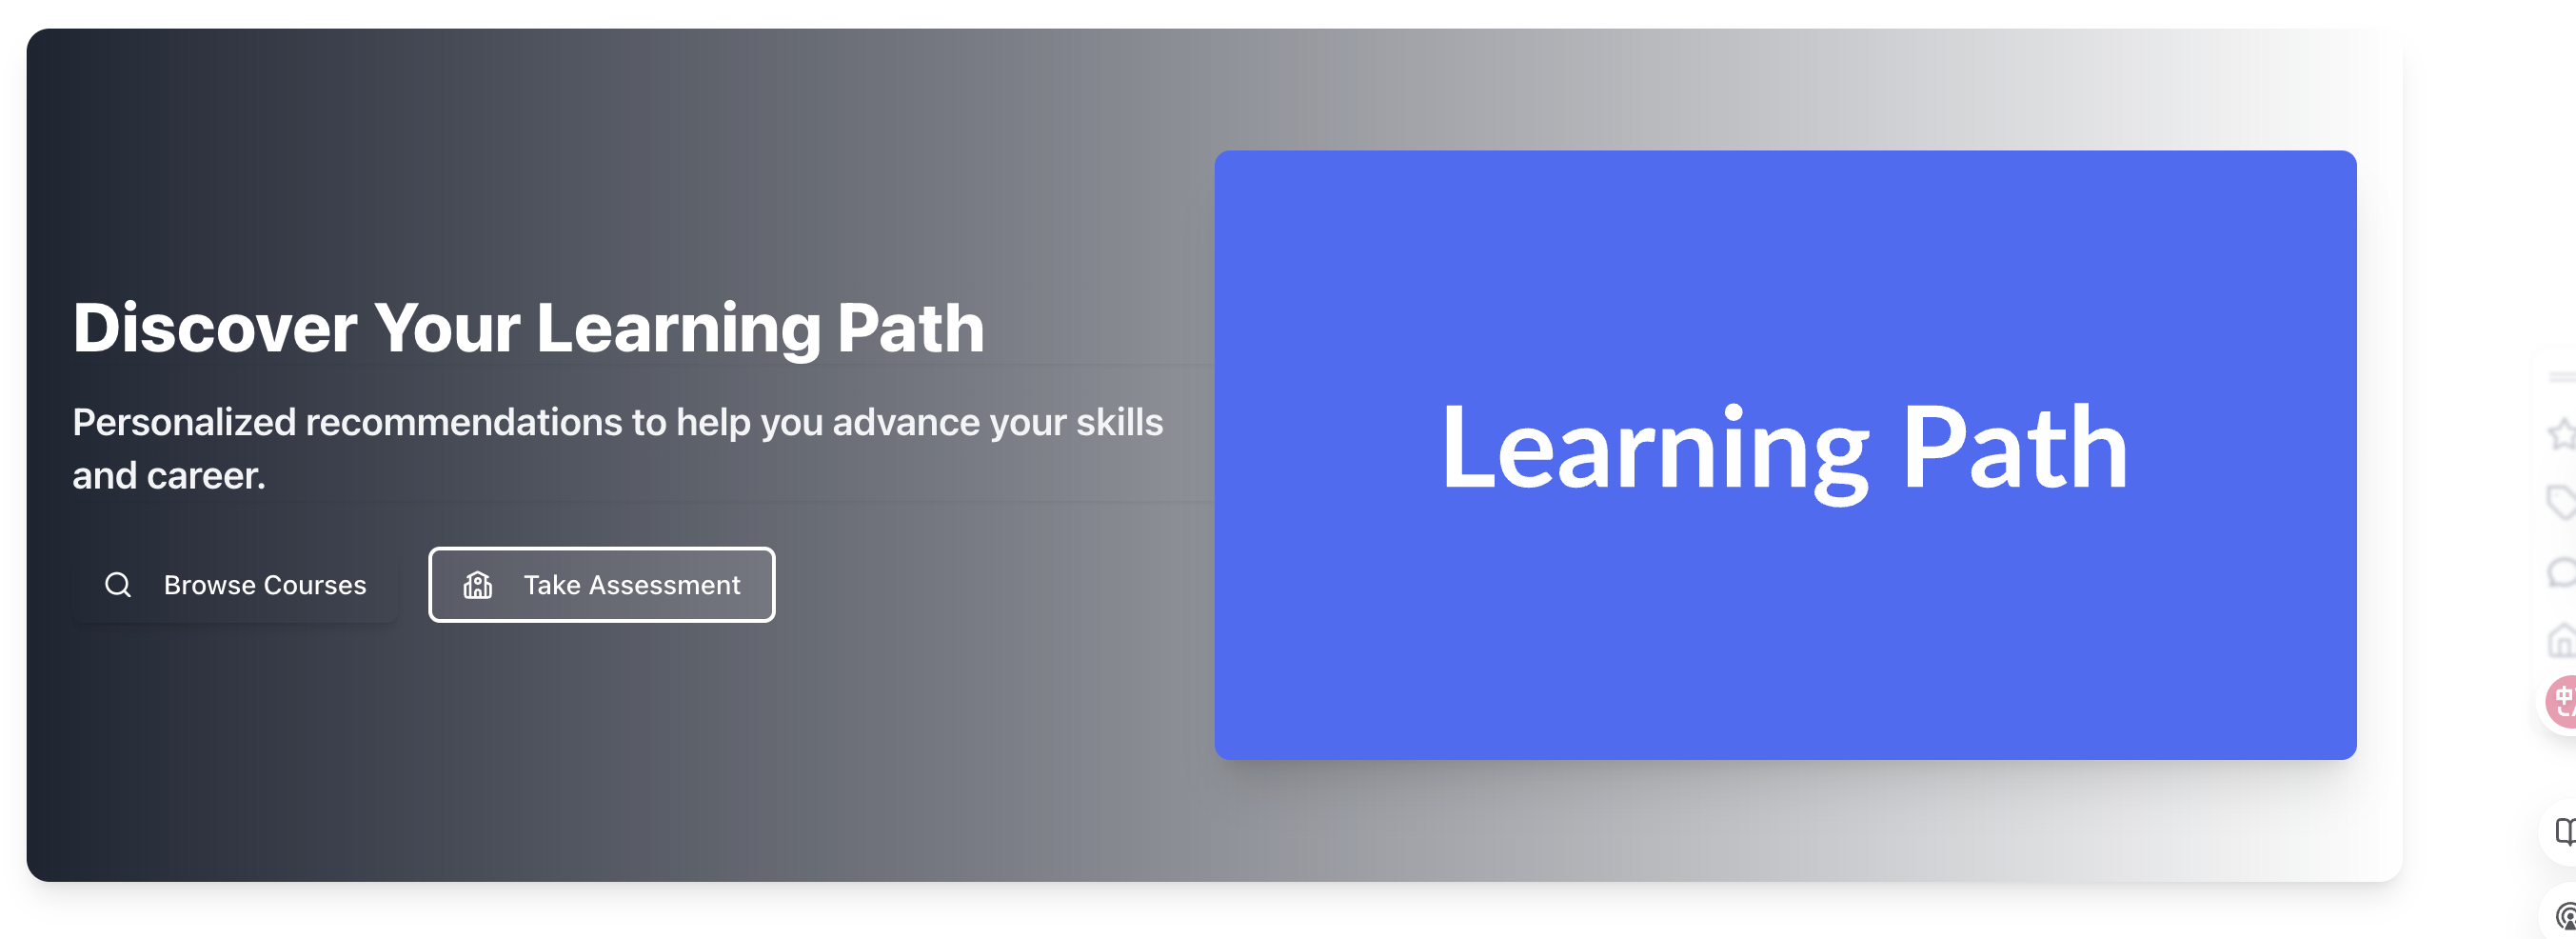 Discover Your Learning Path
Personalized recommendations to help you advance your skills
and career.
Browse Courses
Take Assessment
Learning Path
中